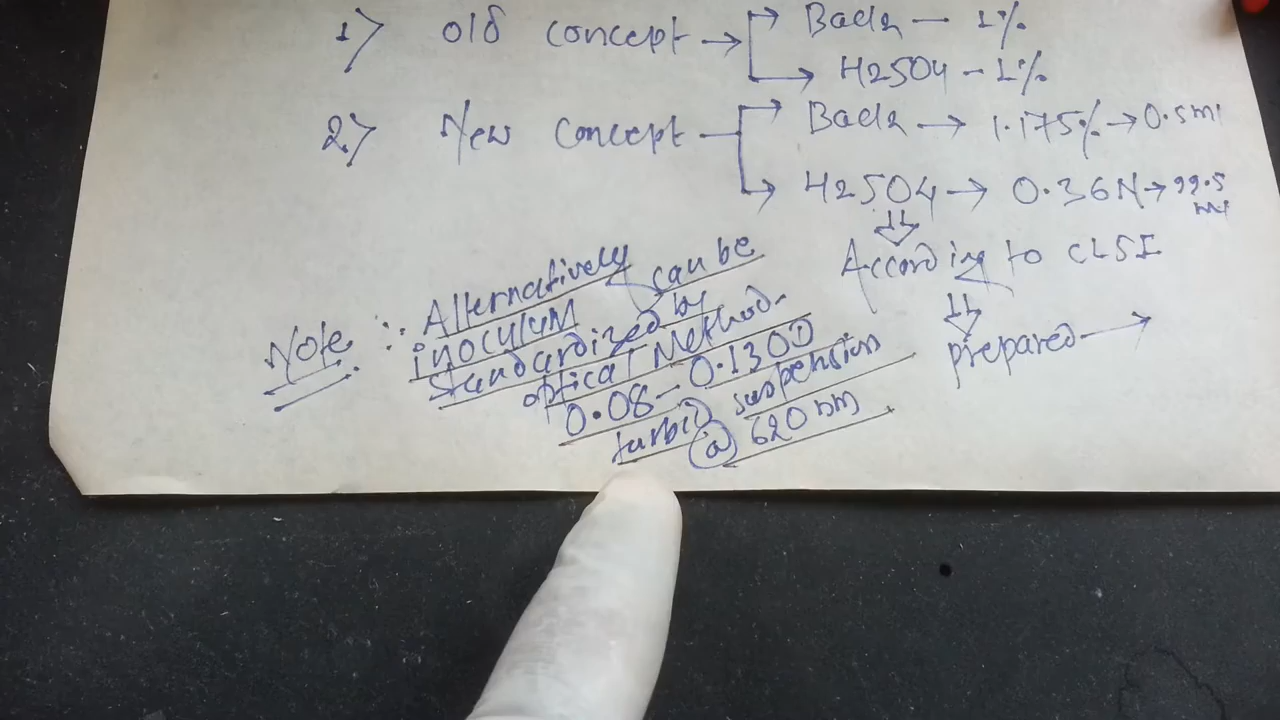 1) old concept → Bacl2 — 1%
H2SO4 – 1%
2) New concept → Bacl2 → 1.175% → 0.5ml
H2SO4 → 0.36N → 99.5 ml
According to CLSI
prepared →
Note :. Alternatively
inoculum can be
standardized by
optical Method.
0.08 – 0.13 OD
turbid suspension
@ 620 nm